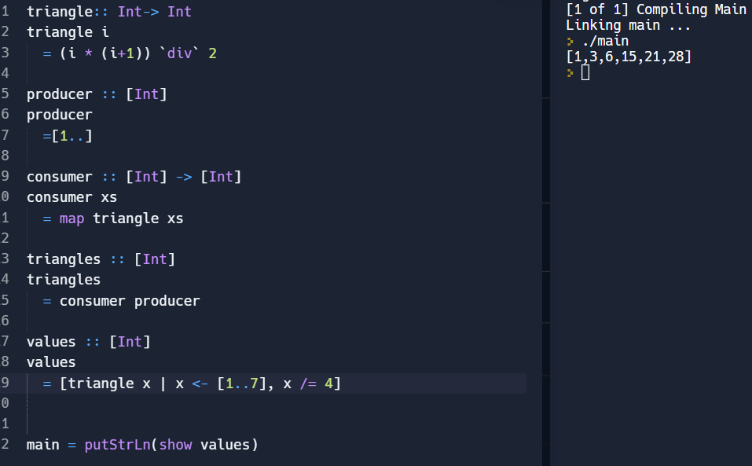 1 triangle:: Int-> Int
2 triangle i
3   = (i * (i+1)) `div` 2
4
5 producer :: [Int]
6 producer
7   =[1..]
8
9 consumer :: [Int] -> [Int]
0 consumer xs
1   = map triangle xs
2
3 triangles :: [Int]
4 triangles
5   = consumer producer
6
7 values :: [Int]
8 values
9   = [triangle x | x <- [1..7], x /= 4]
0
1
2 main = putStrLn(show values)
[1 of 1] Compiling Main
Linking main ...
> ./main
[1,3,6,15,21,28]
>